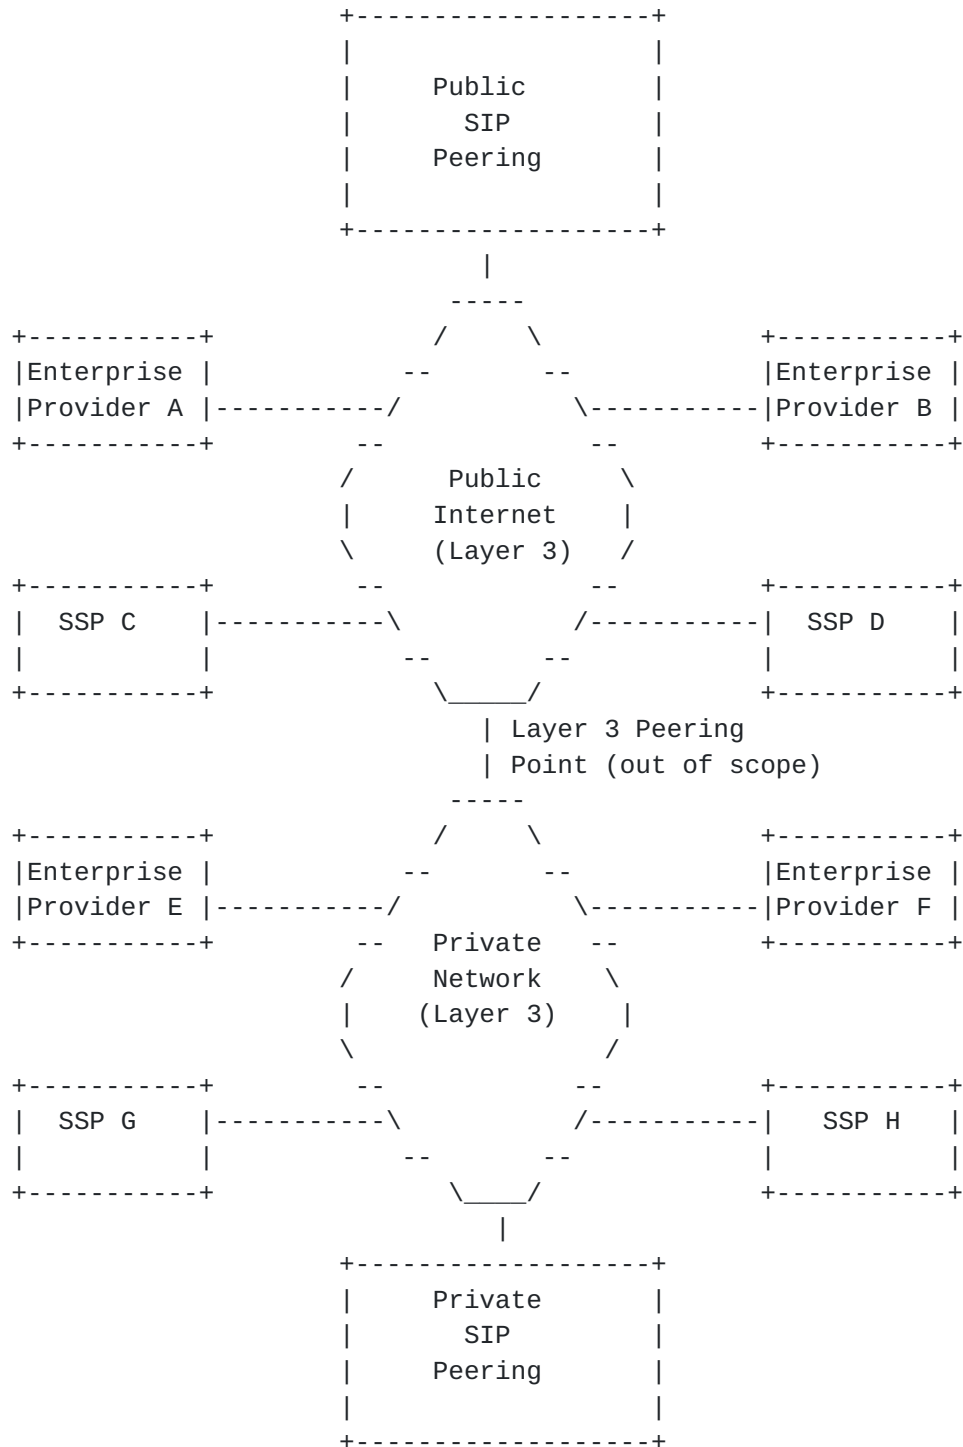 Public
SIP
Peering
Enterprise Enterprise
Provider A Provider B
Public
Internet
(Layer 3)
SSP C SSP D
Layer 3 Peering
Point (out of scope)
Enterprise Enterprise
Provider E Provider F
Private
Network
(Layer 3)
SSP G SSP H
Private
SIP
Peering